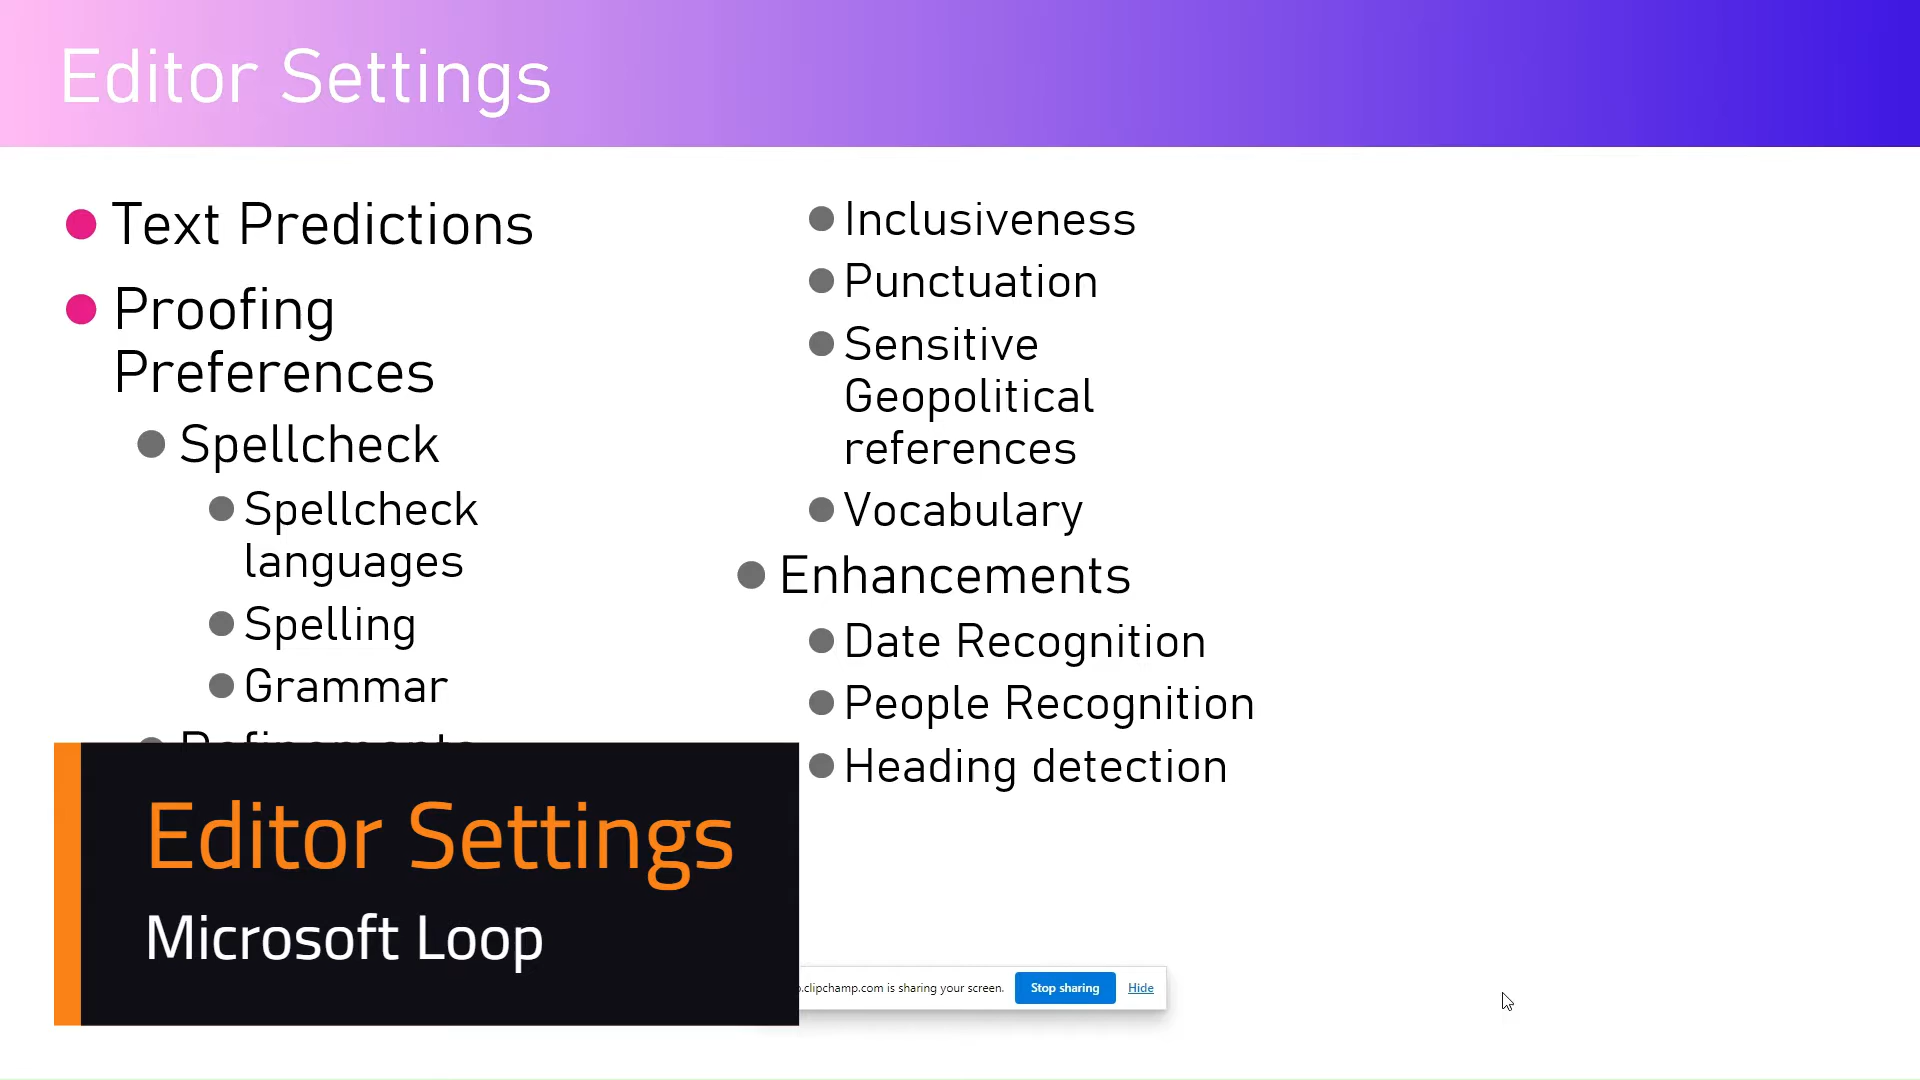 Editor Settings
Text Predictions
Proofing
Preferences
Spellcheck
Spellcheck
languages
Spelling
Grammar
Refinements
Inclusiveness
Punctuation
Sensitive
Geopolitical
references
Vocabulary
Enhancements
Date Recognition
People Recognition
Heading detection
Editor Settings
Microsoft Loop
.clipchamp.com is sharing your screen.
Stop sharing
Hide